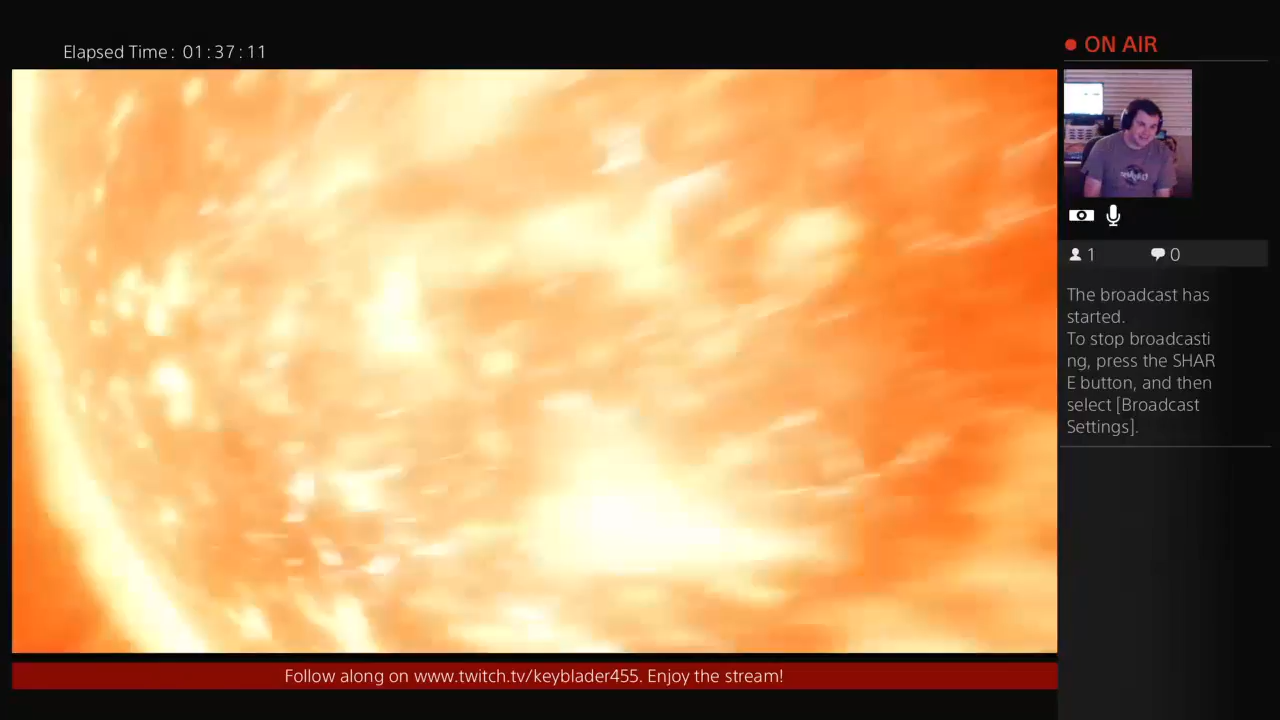 Elapsed Time: 01:37:11
ON AIR
1 0
The broadcast has
started.
To stop broadcasti
ng, press the SHAR
E button, and then
select [Broadcast
Settings].
Follow along on www.twitch.tv/keyblader455. Enjoy the stream!